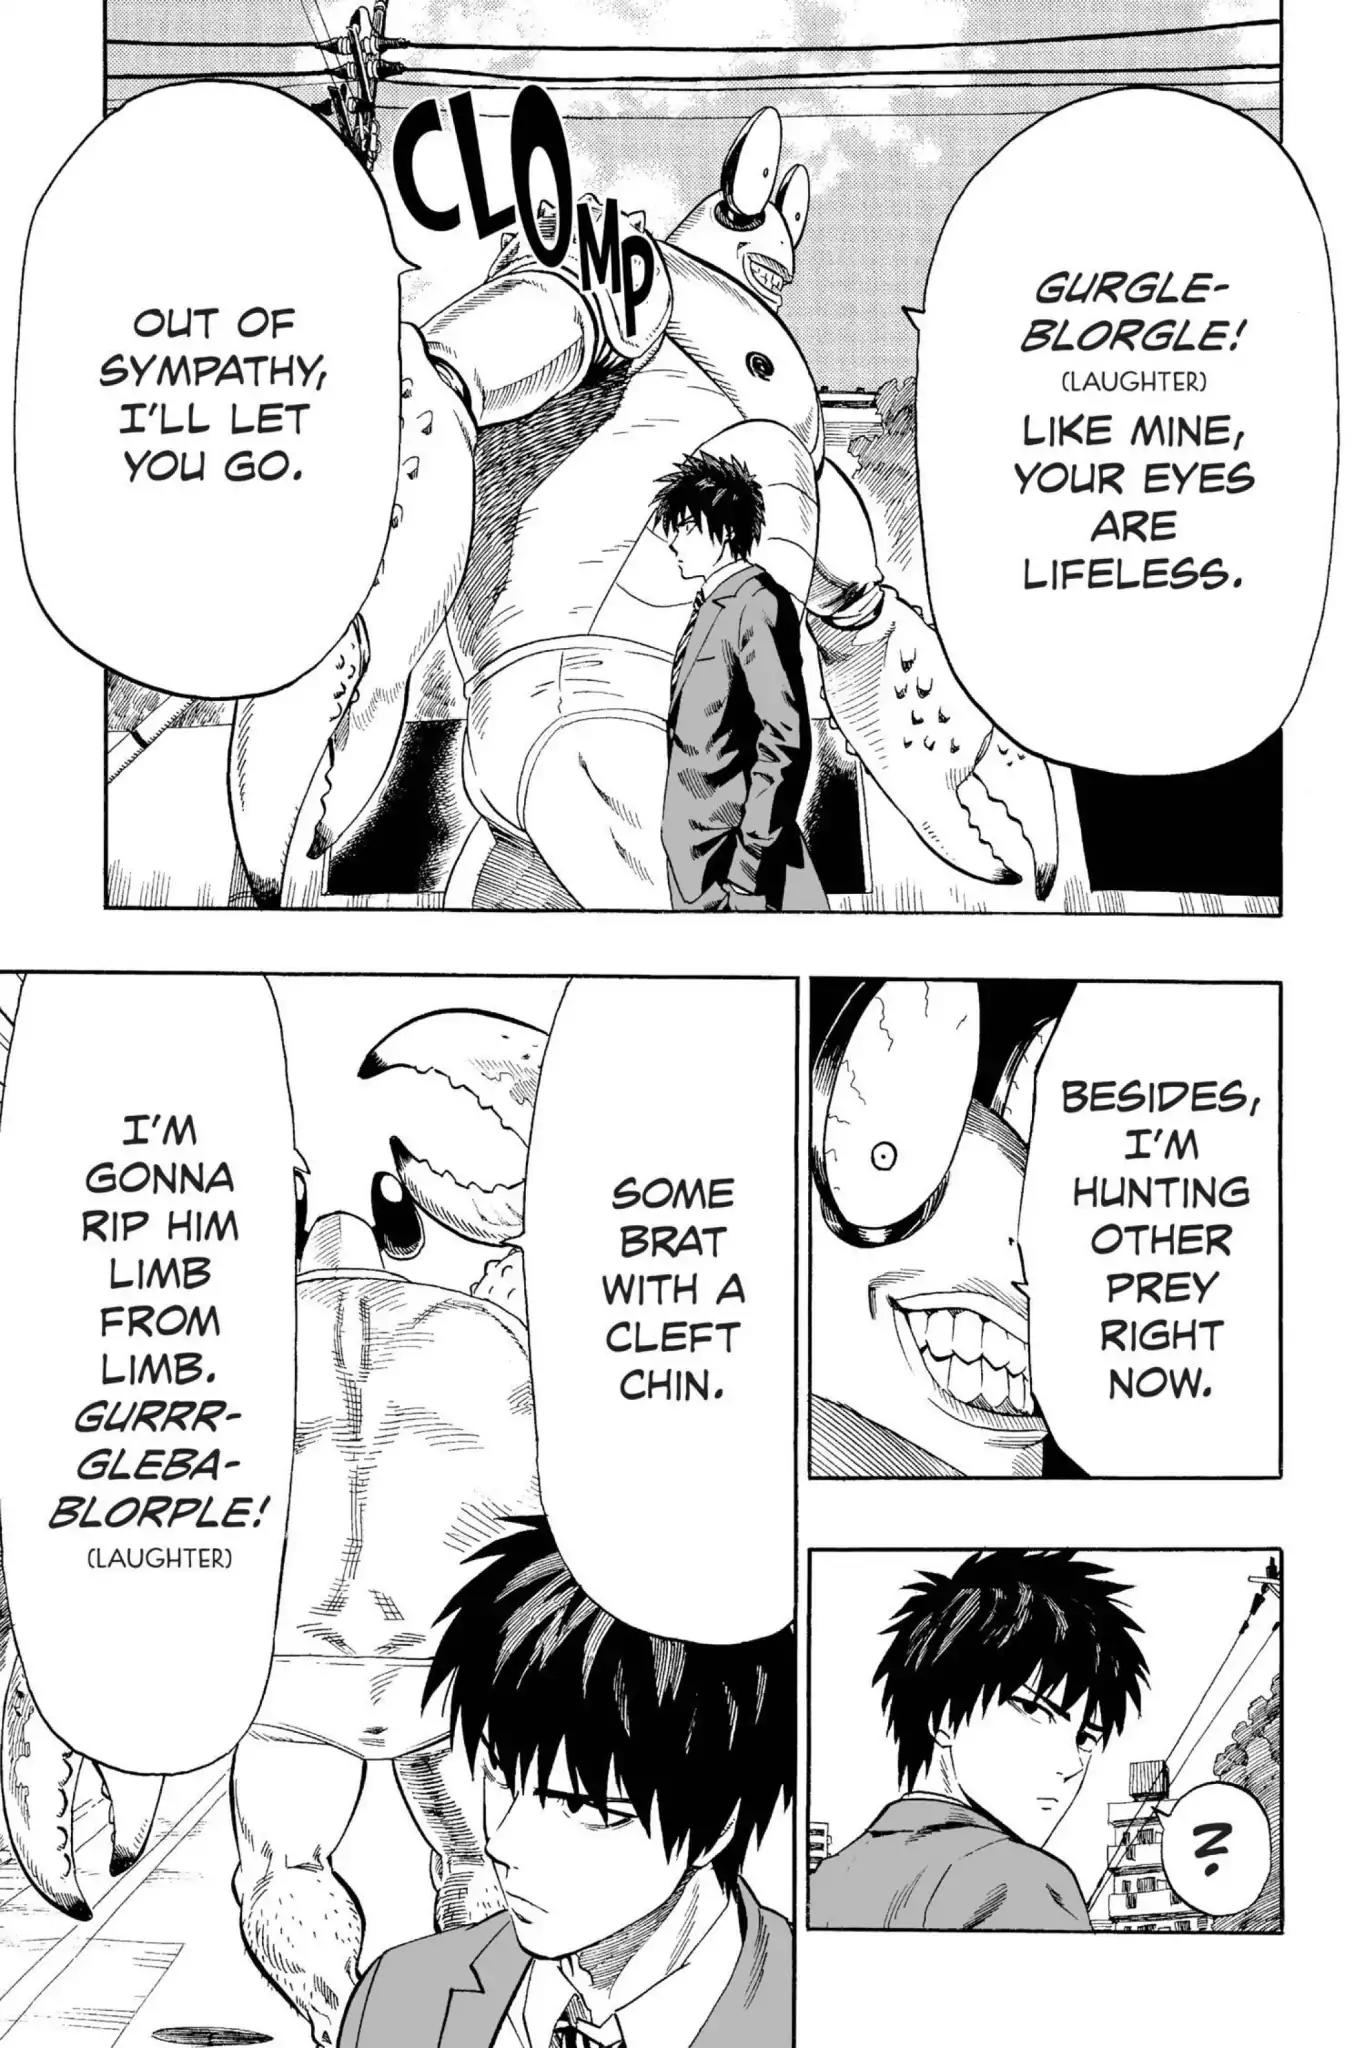 GURGLE-
BLORGLE!
(LAUGHTER)
LIKE MINE,
YOUR EYES
ARE
LIFELESS.
CLOMP
OUT OF
SYMPATHY,
I'LL LET
YOU GO.
BESIDES,
I'M
HUNTING
OTHER
PREY
RIGHT
NOW.
?
SOME
BRAT
WITH A
CLEFT
CHIN.
I'M
GONNA
RIP HIM
LIMB
FROM
LIMB.
GURRR-
GLEBA-
BLORPLE!
(LAUGHTER)